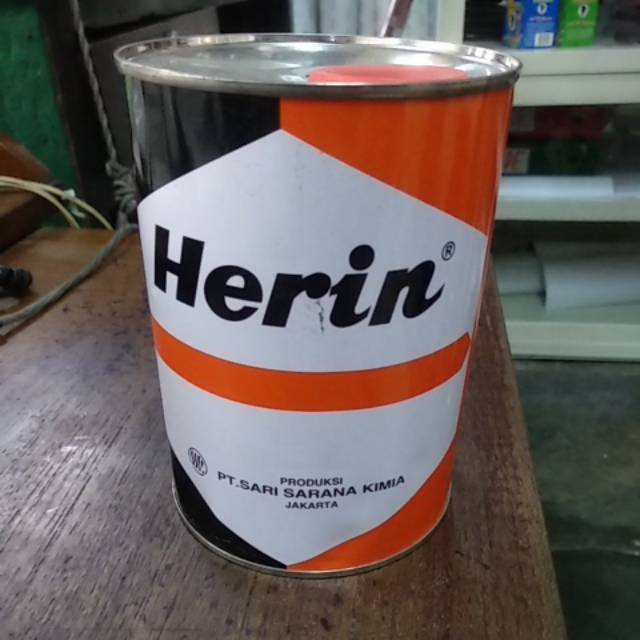 Herin®
PRODUKSI
PT.SARI SARANA KIMIA
JAKARTA